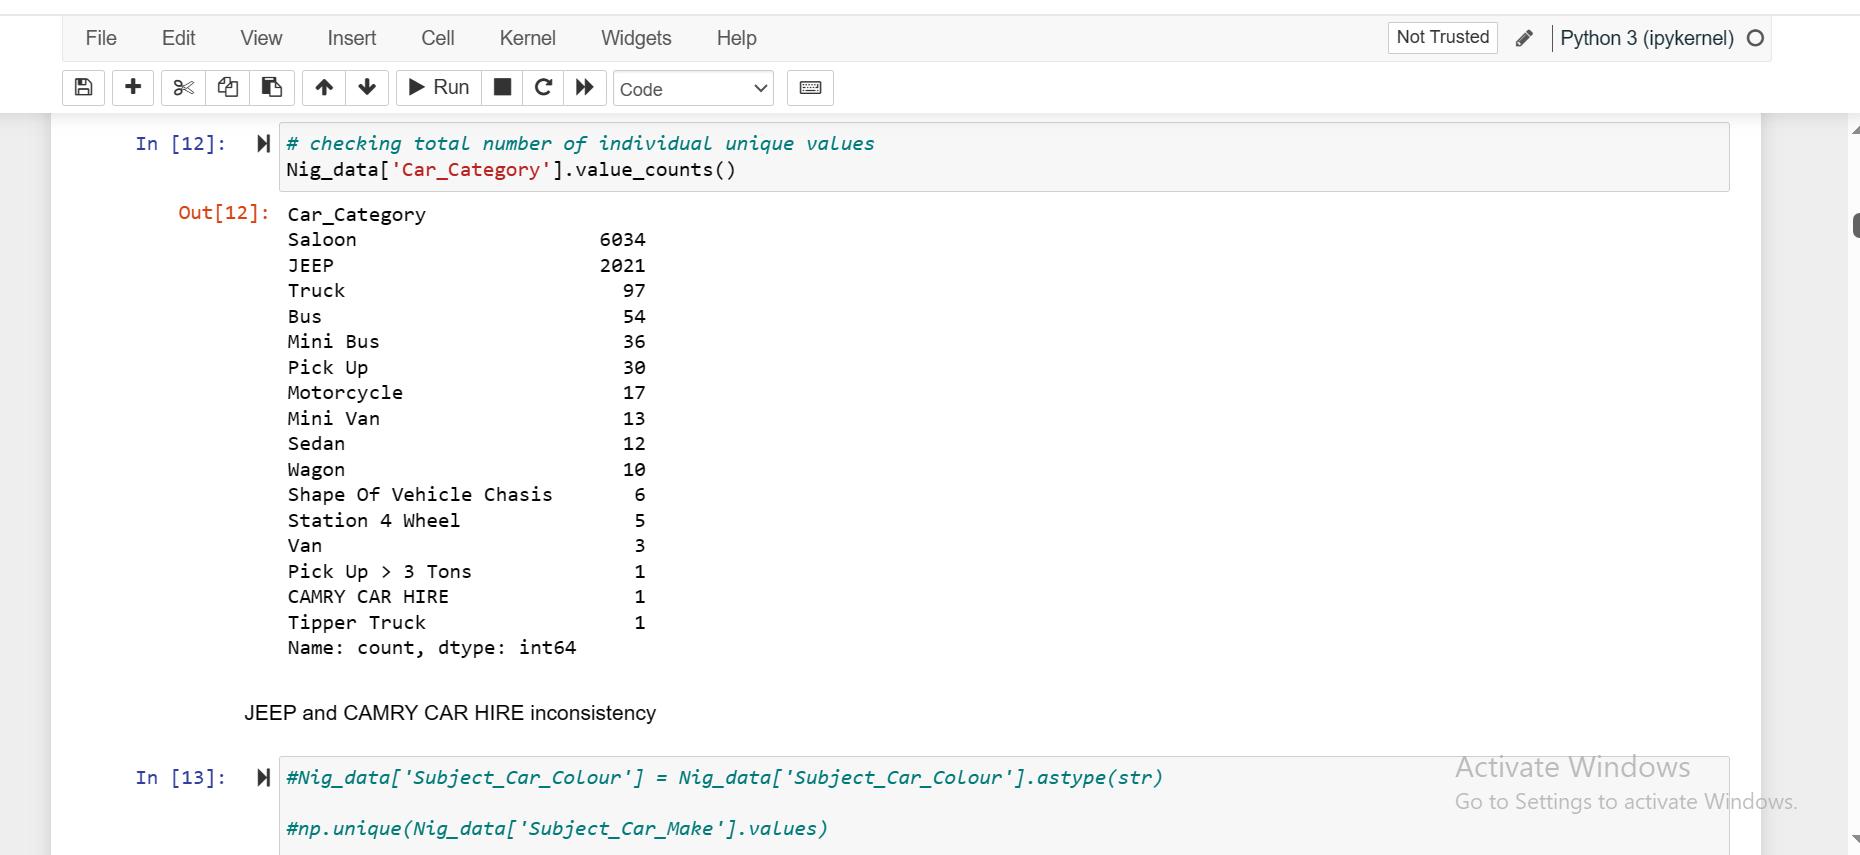 File Edit View Insert Cell Kernel Widgets Help Not Trusted Python 3 (ipykernel)
Run Code
In [12]: # checking total number of individual unique values
Nig_data['Car_Category'].value_counts()
Out[12]: Car_Category
Saloon 6034
JEEP 2021
Truck 97
Bus 54
Mini Bus 36
Pick Up 30
Motorcycle 17
Mini Van 13
Sedan 12
Wagon 10
Shape Of Vehicle Chasis 6
Station 4 Wheel 5
Van 3
Pick Up > 3 Tons 1
CAMRY CAR HIRE 1
Tipper Truck 1
Name: count, dtype: int64
JEEP and CAMRY CAR HIRE inconsistency
In [13]: #Nig_data['Subject_Car_Colour'] = Nig_data['Subject_Car_Colour'].astype(str)
#np.unique(Nig_data['Subject_Car_Make'].values)
Activate Windows
Go to Settings to activate Windows.